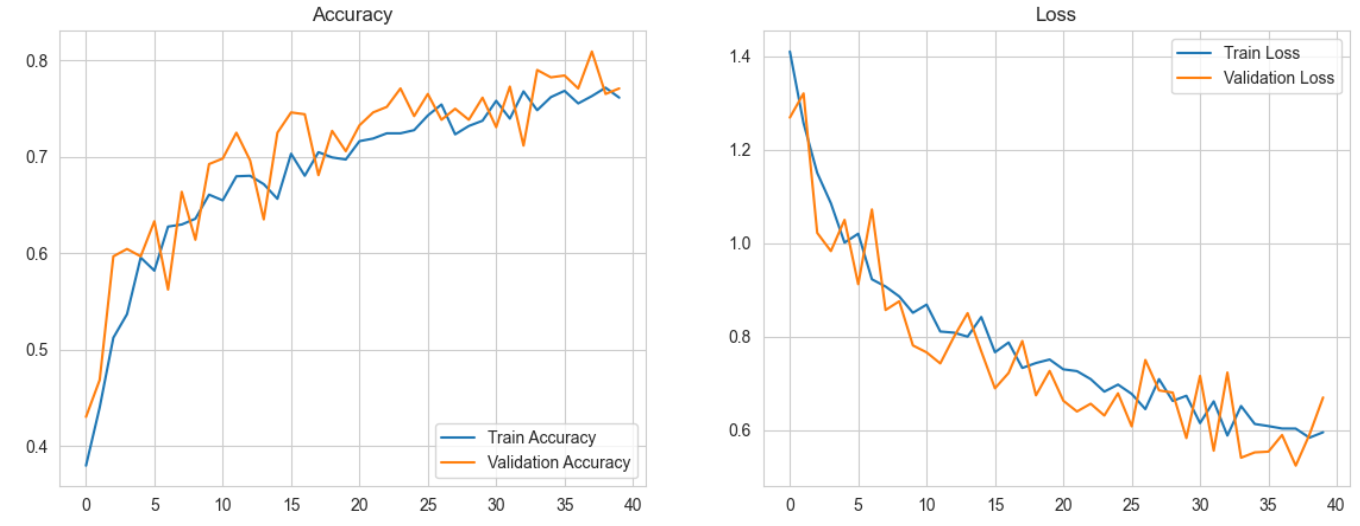 Accuracy
0.8
0.7
0.6
0.5
0.4
0 5 10 15 20 25 30 35 40
Train Accuracy
Validation Accuracy
Loss
1.4
1.2
1.0
0.8
0.6
0 5 10 15 20 25 30 35 40
Train Loss
Validation Loss